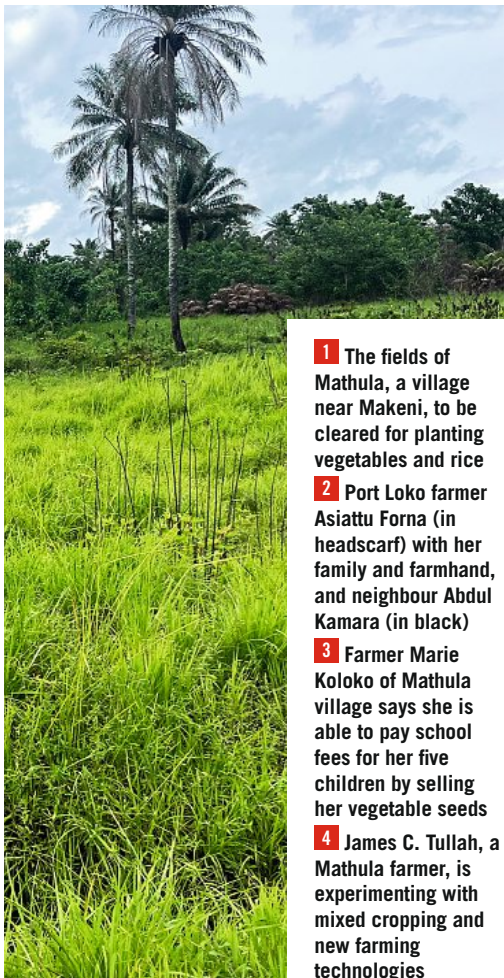 1 The fields of
Mathula, a village
near Makeni, to be
cleared for planting
vegetables and rice
2 Port Loko farmer
Asiattu Forna (in
headscarf) with her
family and farmhand,
and neighbour Abdul
Kamara (in black)
3 Farmer Marie
Koloko of Mathula
village says she is
able to pay school
fees for her five
children by selling
her vegetable seeds
4 James C. Tullah, a
Mathula farmer, is
experimenting with
mixed cropping and
new farming
technologies